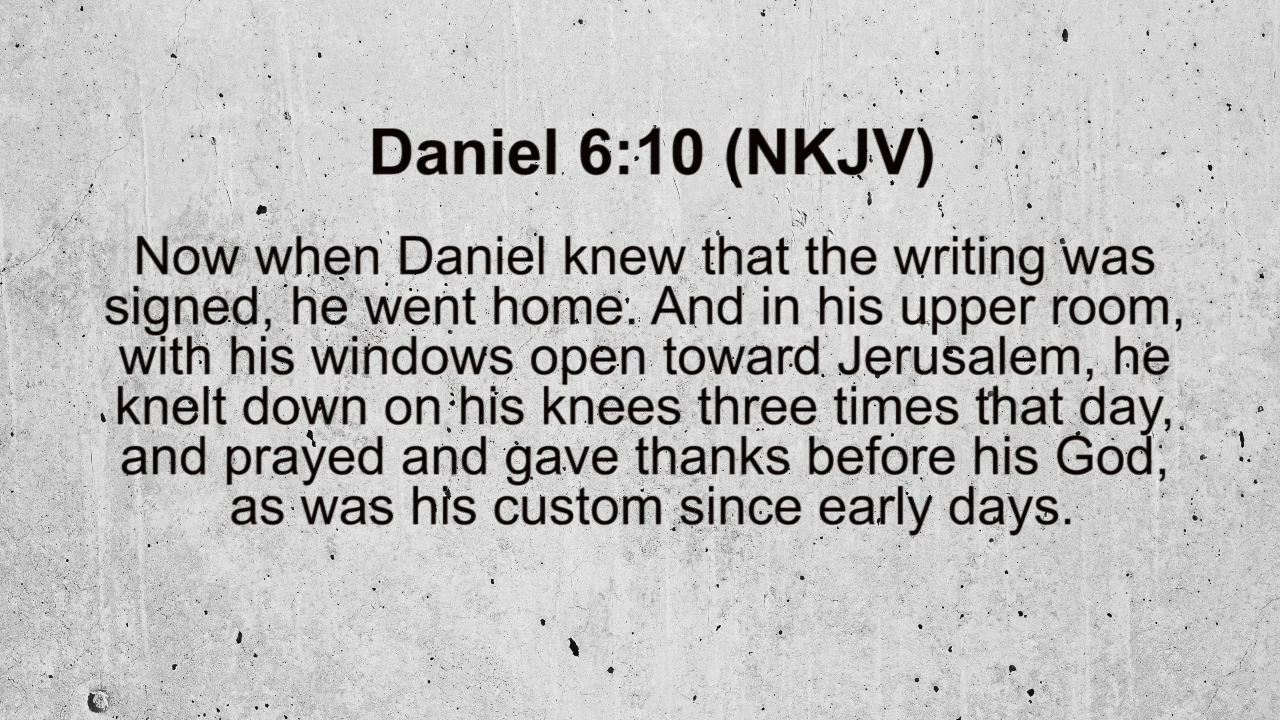 Daniel 6:10 (NKJV)
Now when Daniel knew that the writing was
signed, he went home. And in his upper room,
with his windows open toward Jerusalem, he
knelt down on his knees three times that day,
and prayed and gave thanks before his God,
as was his custom since early days.